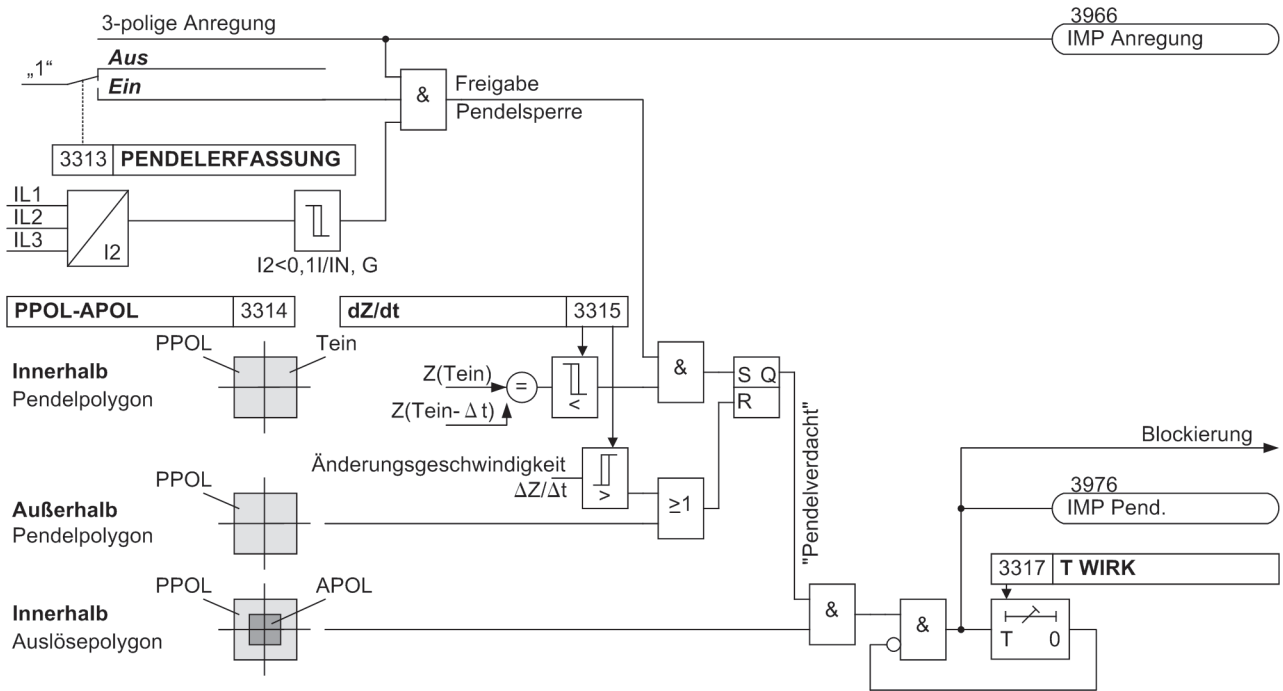 3-polige Anregung
3966
IMP Anregung
„1“
Aus
Ein
&
Freigabe
Pendelsperre
3313 PENDELERFASSUNG
IL1
IL2
IL3
I2
I2<0,1I/IN, G
PPOL-APOL 3314
dZ/dt 3315
PPOL
Tein
Innerhalb
Pendelpolygon
Z(Tein)
=
<
Z(Tein- Δ t)
&
S Q
R
"Pendelverdacht"
Änderungsgeschwindigkeit
ΔZ/Δt
>
≥1
PPOL
Außerhalb
Pendelpolygon
Blockierung
3976
IMP Pend.
3317 T WIRK
PPOL
APOL
Innerhalb
Auslösepolygon
&
&
T 0